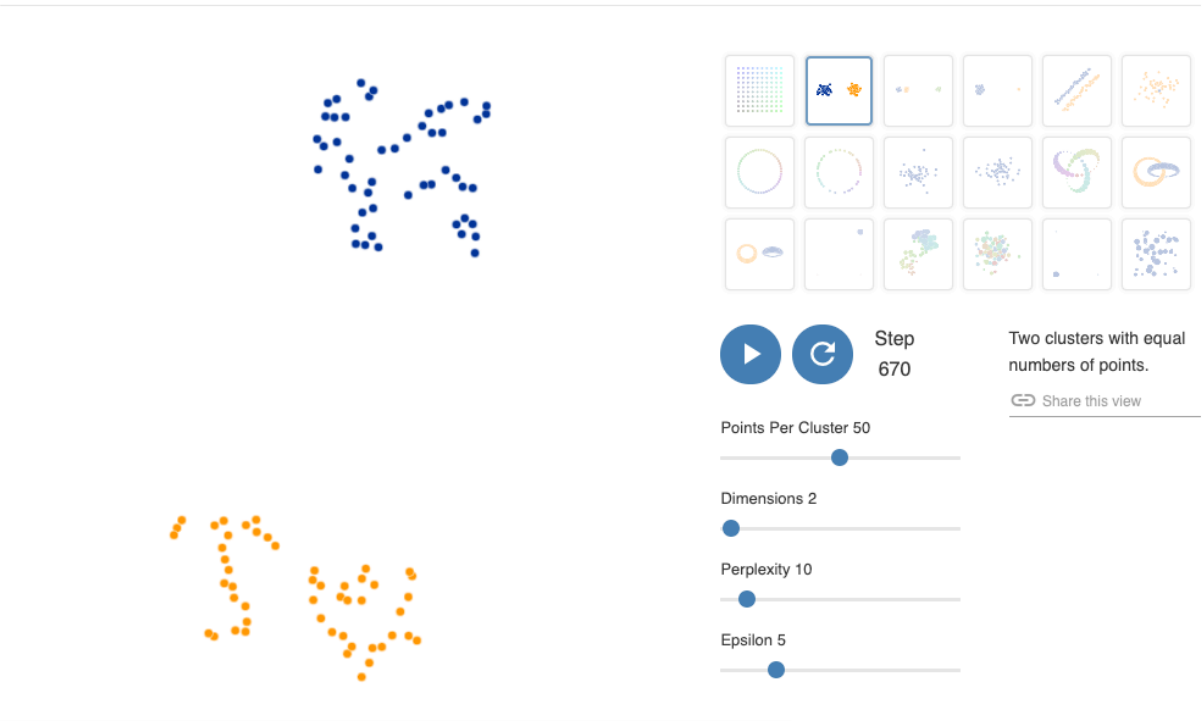 Step
670
Two clusters with equal
numbers of points.
Share this view
Points Per Cluster 50
Dimensions 2
Perplexity 10
Epsilon 5